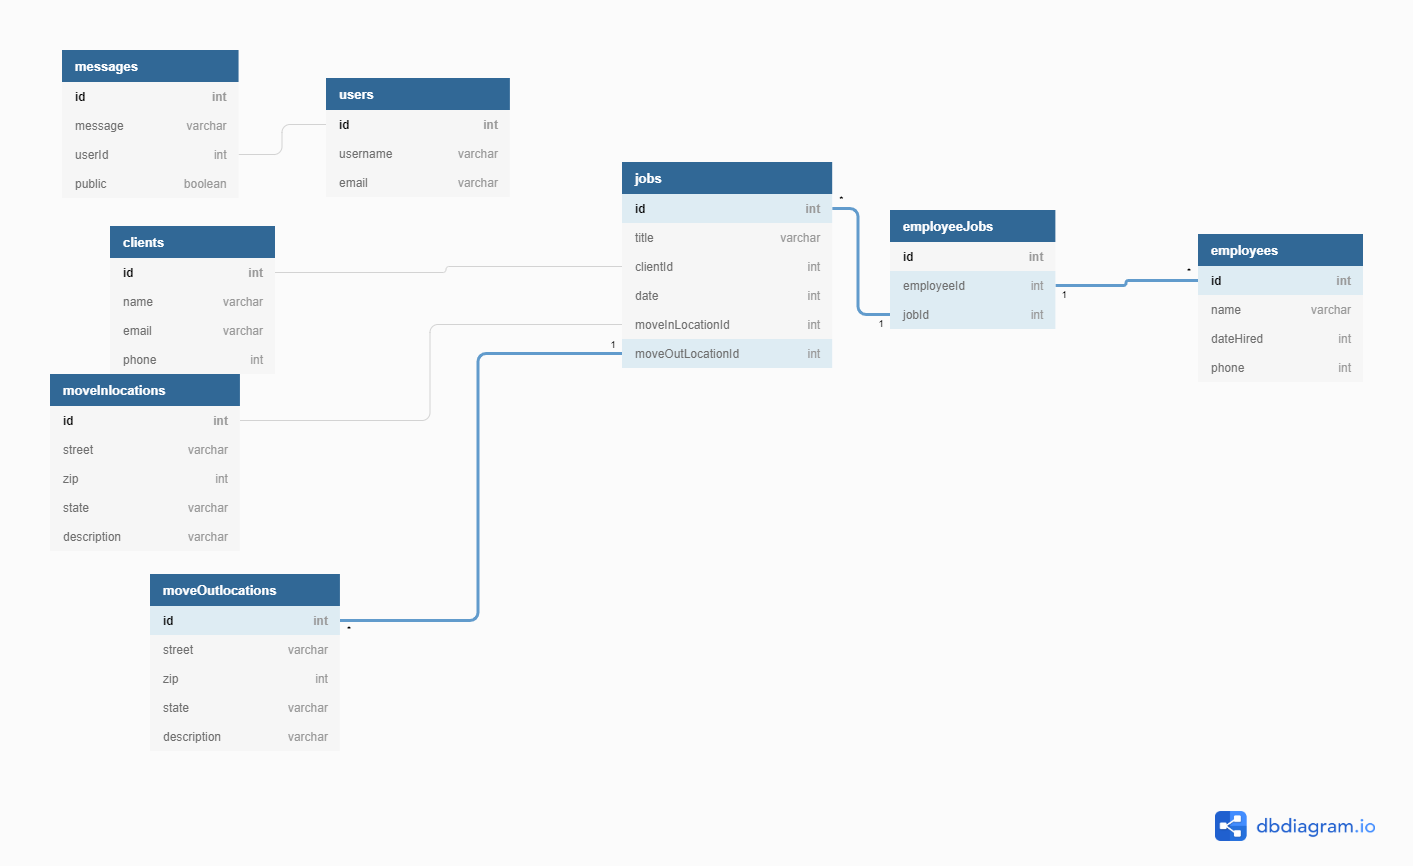 messages
id int
message varchar
userId int
public boolean
users
id int
username varchar
email varchar
clients
id int
name varchar
email varchar
phone int
moveInlocations
id int
street varchar
zip int
state varchar
description varchar
moveOutlocations
id int
street varchar
zip int
state varchar
description varchar
*
jobs
id int
title varchar
clientId int
date int
moveInLocationId int
1
moveOutLocationId int
*
employeeJobs
id int
employeeId int
jobId int
1
1
*
employees
id int
name varchar
dateHired int
phone int
dbdiagram.io